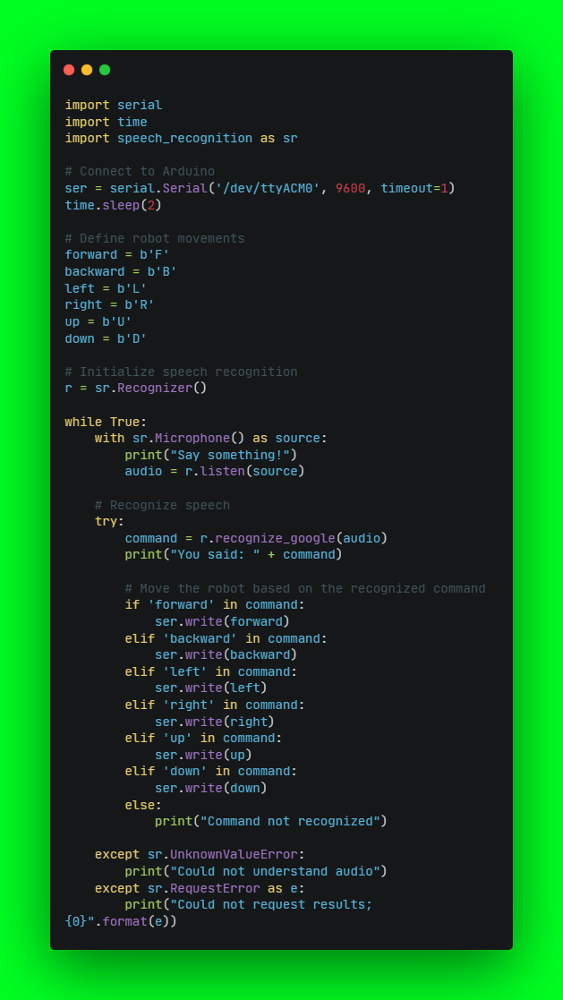 import serial
import time
import speech_recognition as sr

# Connect to Arduino
ser = serial.Serial('/dev/ttyACM0', 9600, timeout=1)
time.sleep(2)

# Define robot movements
forward = b'F'
backward = b'B'
left = b'L'
right = b'R'
up = b'U'
down = b'D'

# Initialize speech recognition
r = sr.Recognizer()

while True:
    with sr.Microphone() as source:
        print("Say something!")
        audio = r.listen(source)

    # Recognize speech
    try:
        command = r.recognize_google(audio)
        print("You said: " + command)

        # Move the robot based on the recognized command
        if 'forward' in command:
            ser.write(forward)
        elif 'backward' in command:
            ser.write(backward)
        elif 'left' in command:
            ser.write(left)
        elif 'right' in command:
            ser.write(right)
        elif 'up' in command:
            ser.write(up)
        elif 'down' in command:
            ser.write(down)
        else:
            print("Command not recognized")

    except sr.UnknownValueError:
        print("Could not understand audio")
    except sr.RequestError as e:
        print("Could not request results;
{0}".format(e))